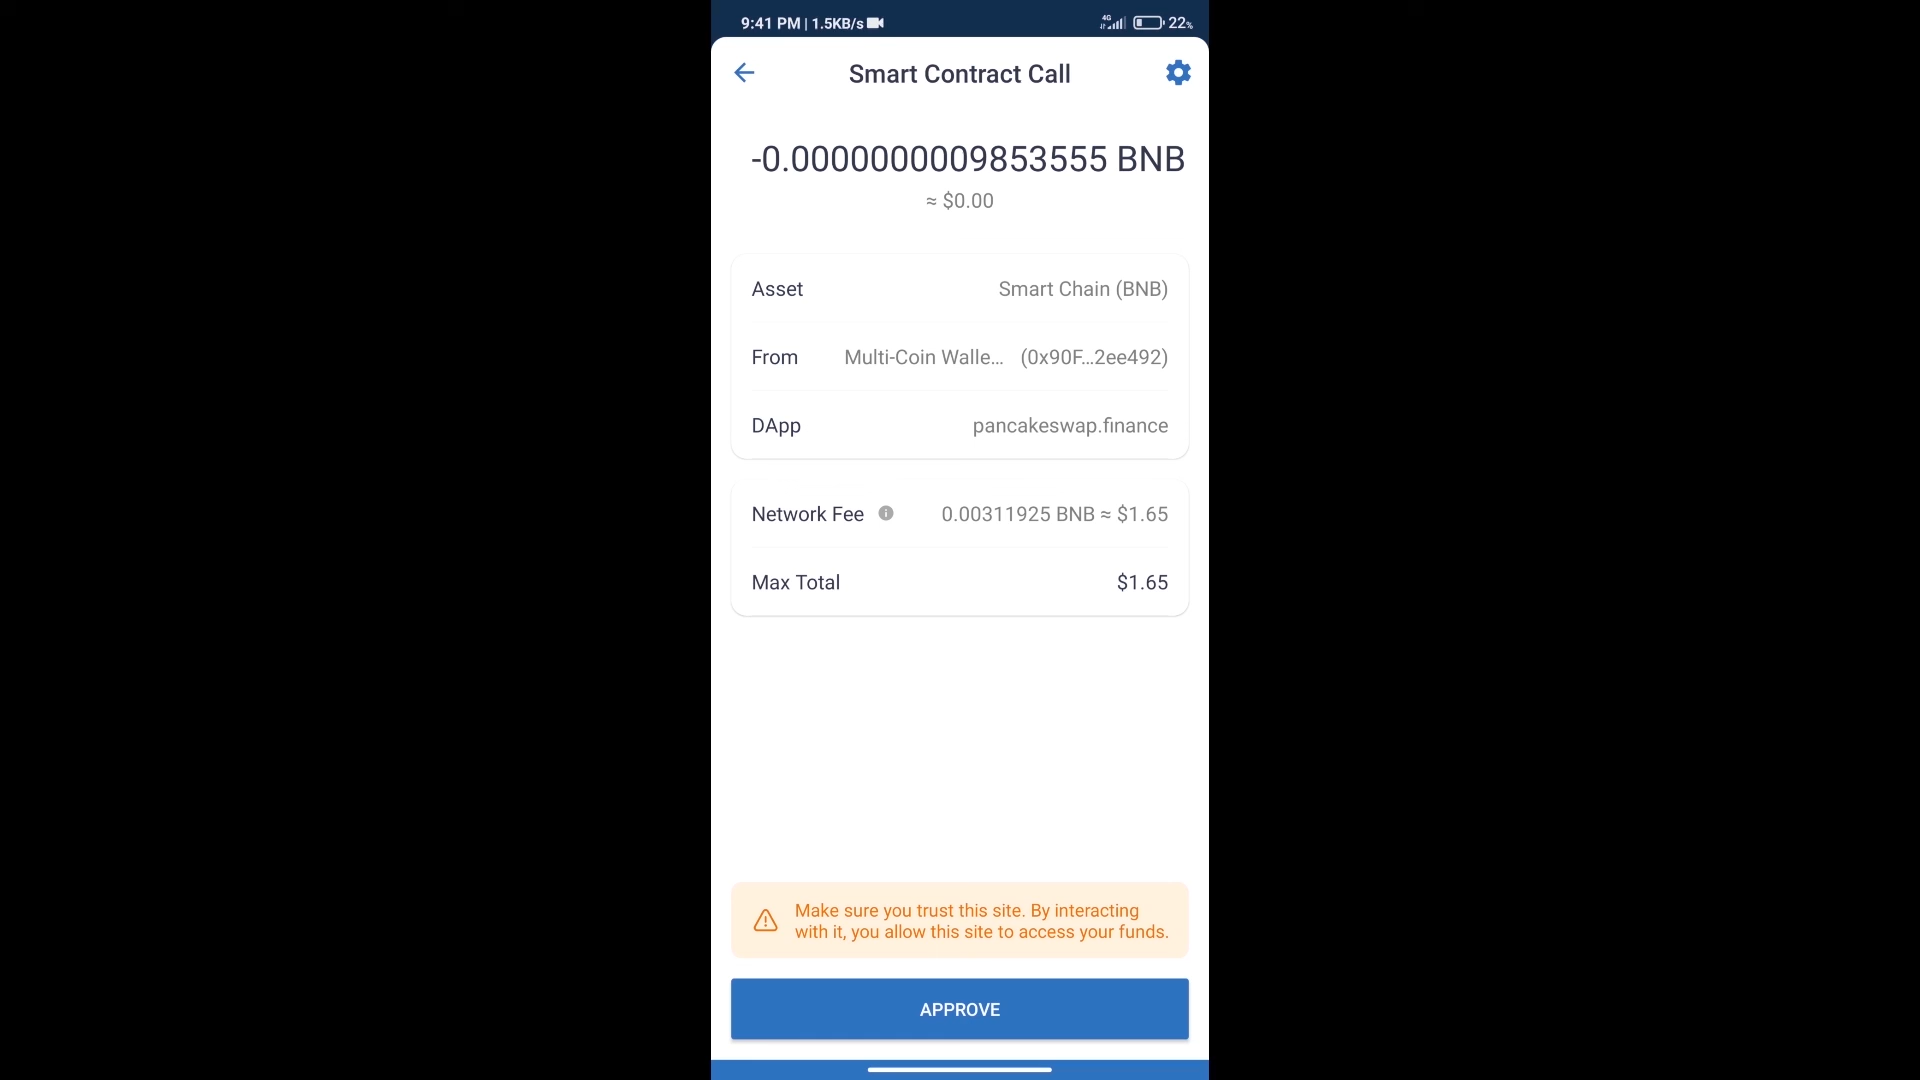 9:41 PM | 1.5KB/s 4G 22%
Smart Contract Call
-0.0000000009853555 BNB
≈ $0.00
Asset Smart Chain (BNB)
From Multi-Coin Walle... (0x90F...2ee492)
DApp pancakeswap.finance
Network Fee 0.00311925 BNB ≈ $1.65
Max Total $1.65
Make sure you trust this site. By interacting
with it, you allow this site to access your funds.
APPROVE